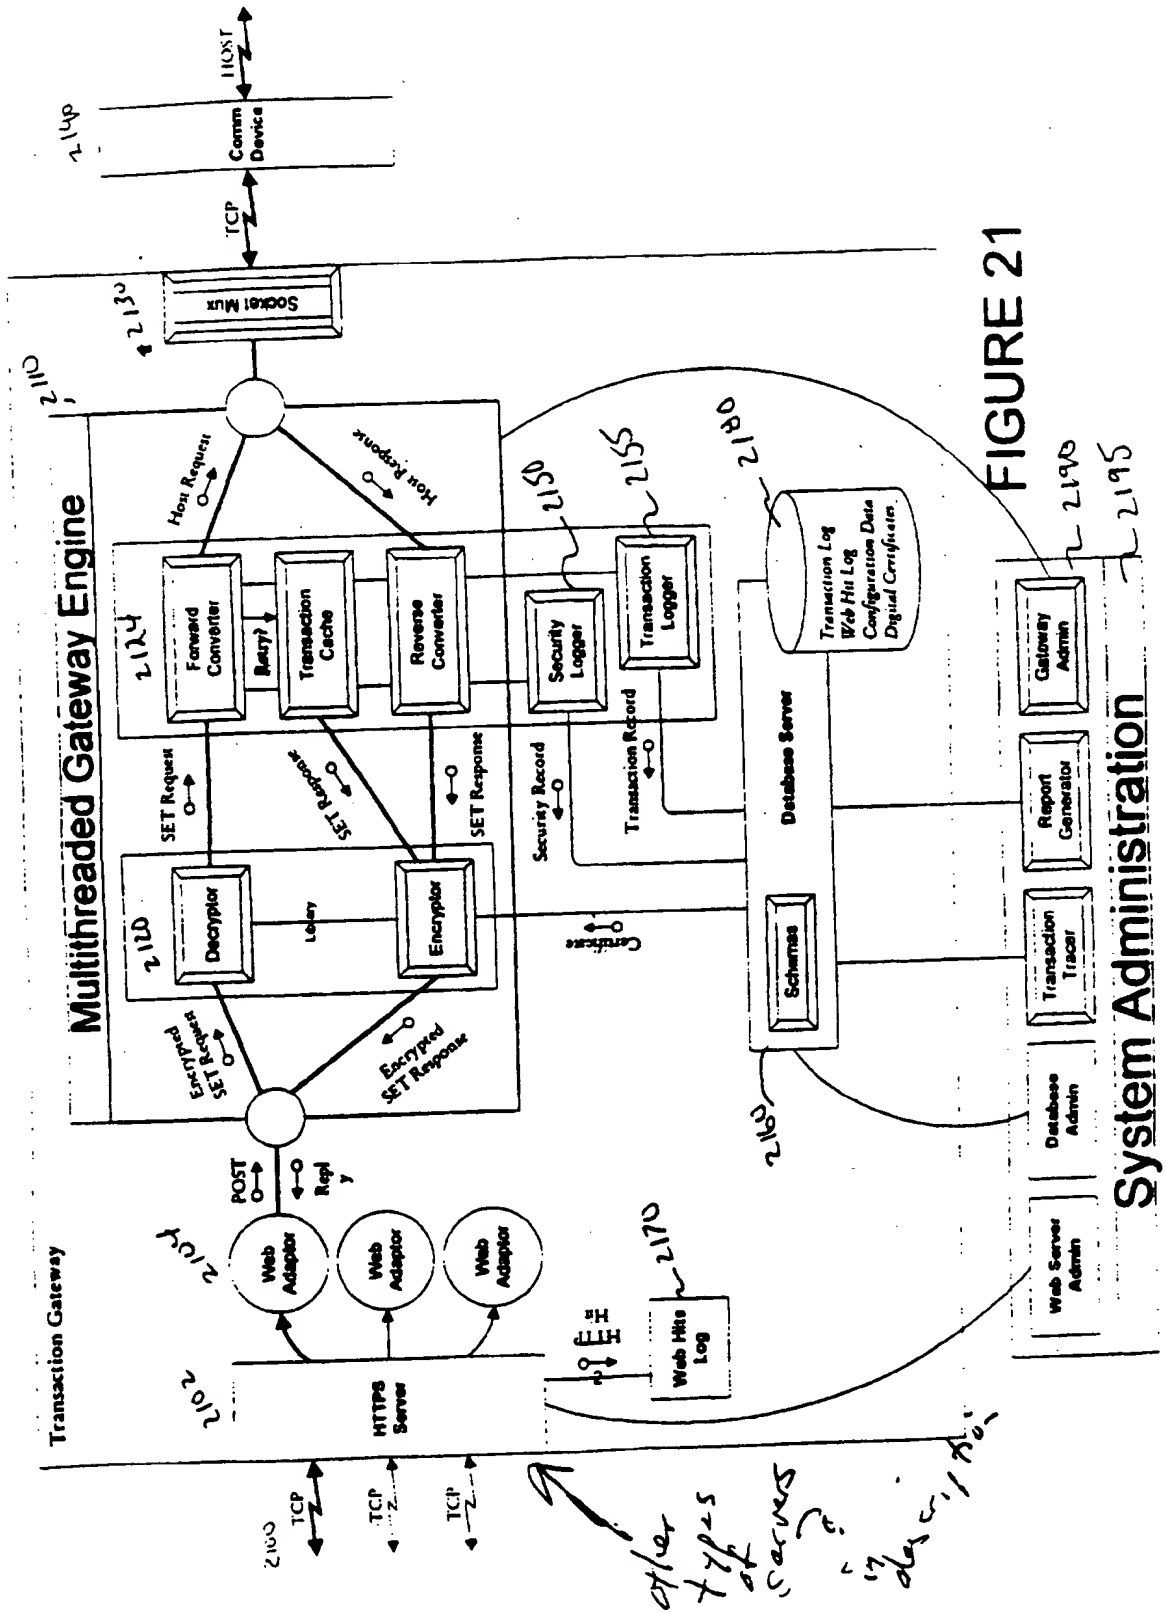 Transaction Gateway
2100
TCP
TCP
TCP
2102
HTTPS
Server
2104
Web
Adaptor
Web
Adaptor
Web
Adaptor
POST
Repl
y
Multithreaded Gateway Engine
2110
Encrypted
SET Request
Encrypted
SET Response
2120
Decryptor
Library
Encryptor
SET Request
SET Response
SET Response
2124
Forward
Converter
Retry?
Transaction
Cache
Reverse
Converter
Host Request
Host Response
2130
Socket Mux
TCP
2140
Comm
Device
HOST
Security
Logger
2150
Transaction
Logger
2155
Certificate
Security Record
Transaction Record
2160
Schemas
Database Server
2180
Transaction Log
Web Hit Log
Configuration Data
Digital Certificates
Web Hits
Log
2170
Web Server
Admin
Database
Admin
Transaction
Tracer
Report
Generator
Gateway
Admin
2190
2195
System Administration
FIGURE 21
other
types
of
servers
?
in